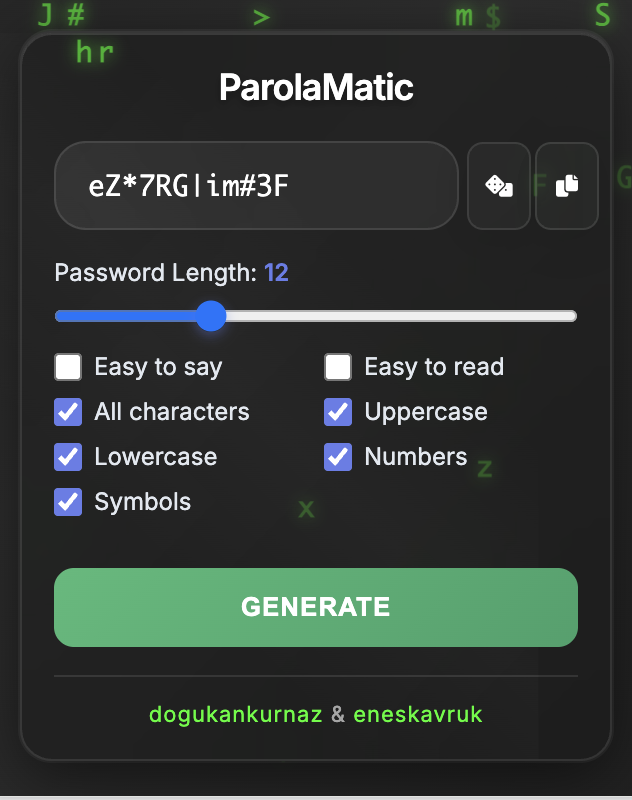 J # > m $ S
hr
ParolaMatic
eZ*7RG|im#3F
F
G
Password Length: 12
Easy to say Easy to read
All characters Uppercase
Lowercase Numbers
z
Symbols
x
GENERATE
dogukankurnaz & eneskavruk